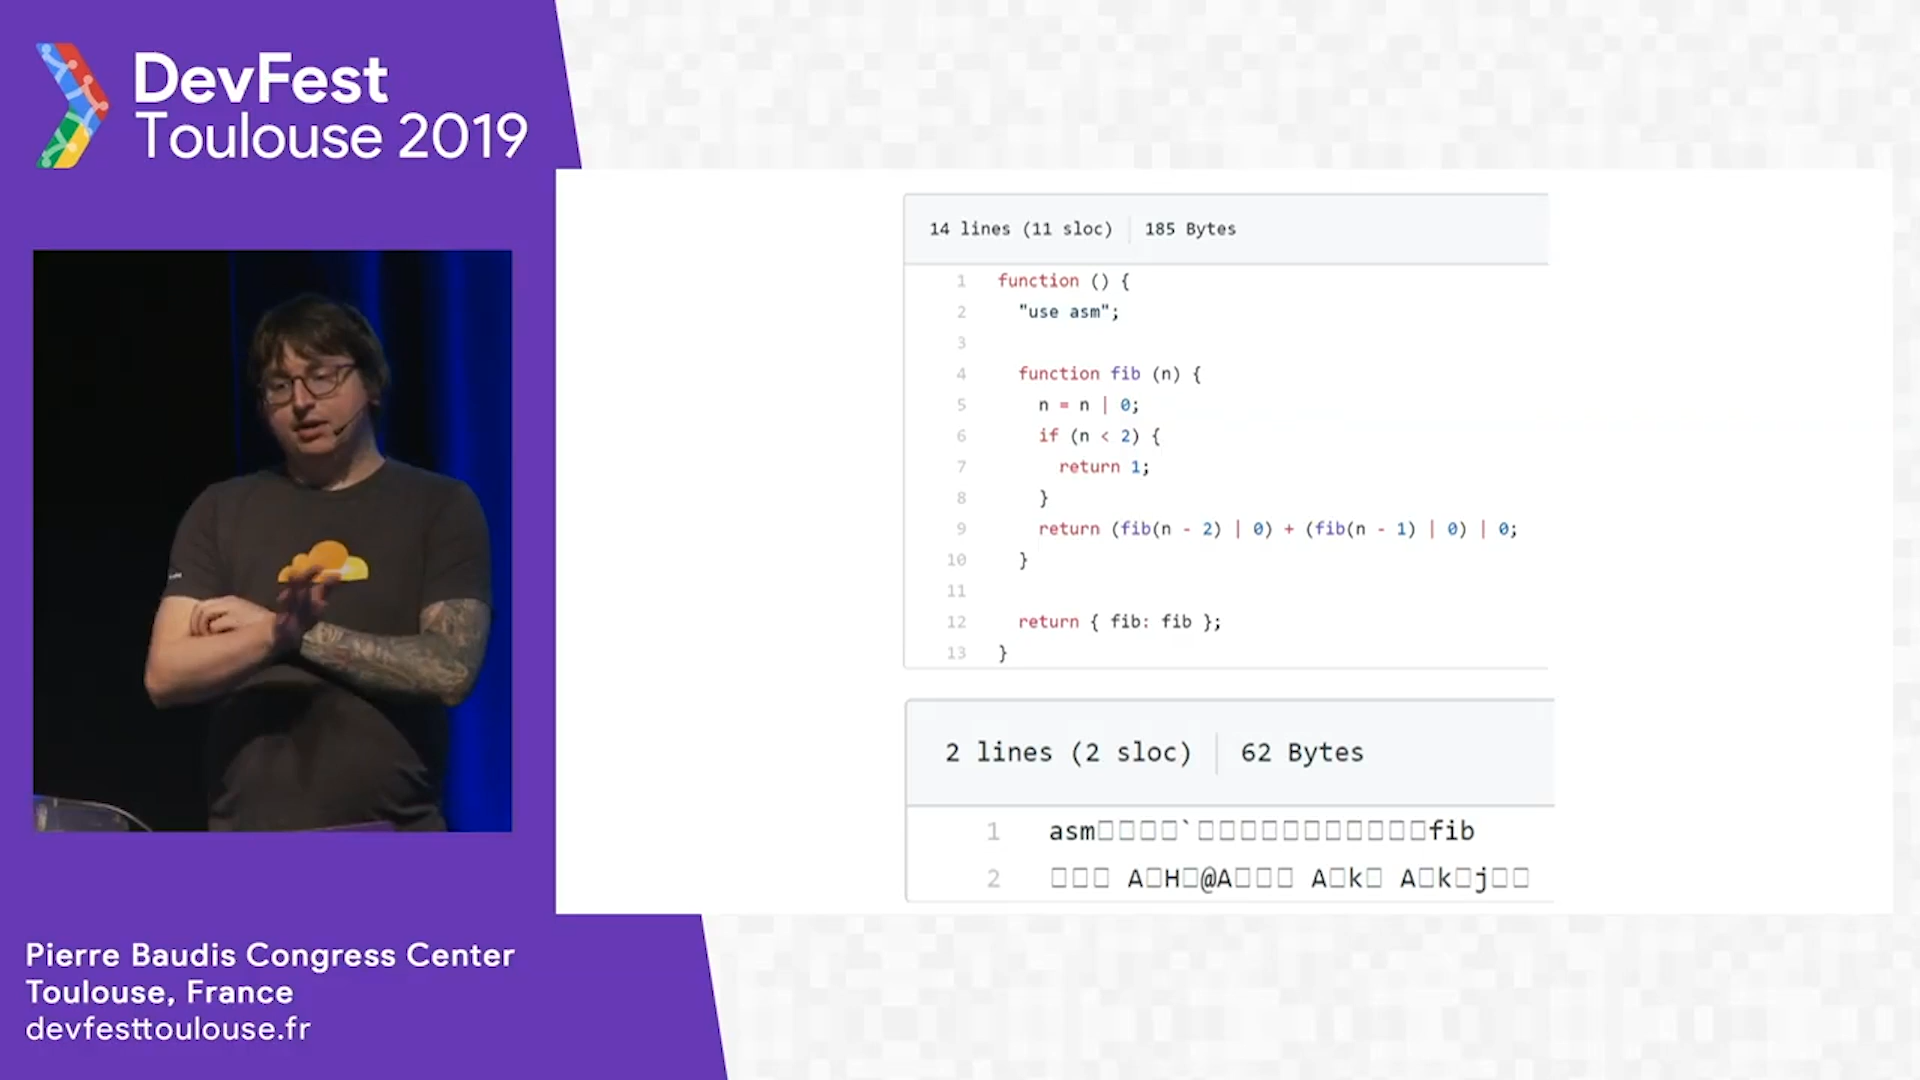 DevFest
Toulouse 2019
14 lines (11 sloc) 185 Bytes
1 function () {
2 "use asm";
3
4 function fib (n) {
5 n = n | 0;
6 if (n < 2) {
7 return 1;
8 }
9 return (fib(n - 2) | 0) + (fib(n - 1) | 0) | 0;
10 }
11
12 return { fib: fib };
13 }
2 lines (2 sloc) 62 Bytes
1 asm□□□□`□□□□□□□□□□□fib
2 □□□ A□H□@A□□□ A□k□ A□k□j□□
Pierre Baudis Congress Center
Toulouse, France
devfesttoulouse.fr